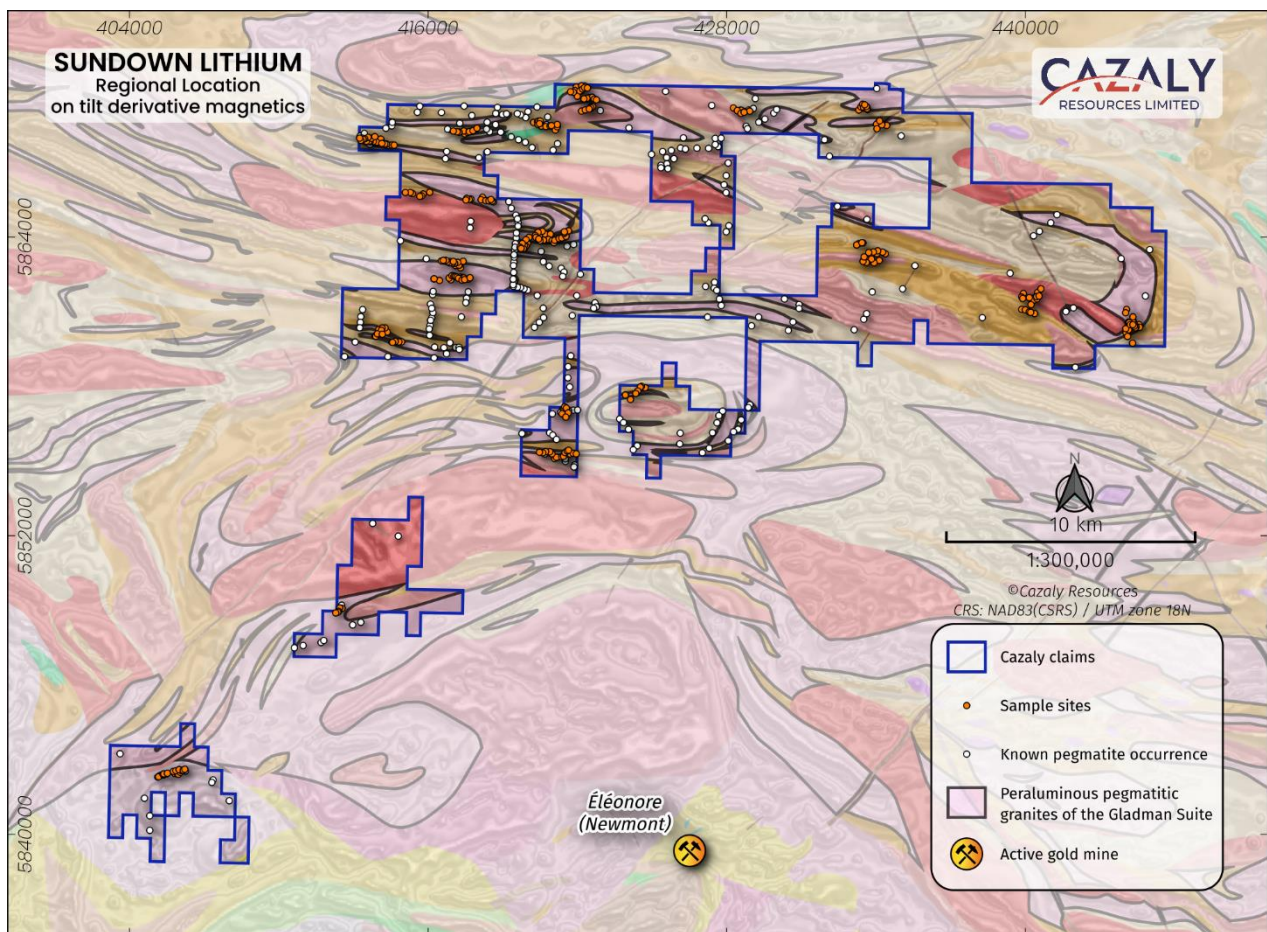 404000
416000
428000
440000
SUNDOWN LITHIUM
Regional Location
on tilt derivative magnetics
CAZALY
RESOURCES LIMITED
5864000
5852000
5840000
N
10 km
1:300,000
©Cazaly Resources
CRS: NAD83(CSRS) / UTM zone 18N
Cazaly claims
Sample sites
Known pegmatite occurrence
Peraluminous pegmatitic
granites of the Gladman Suite
Active gold mine
Éléonore
(Newmont)